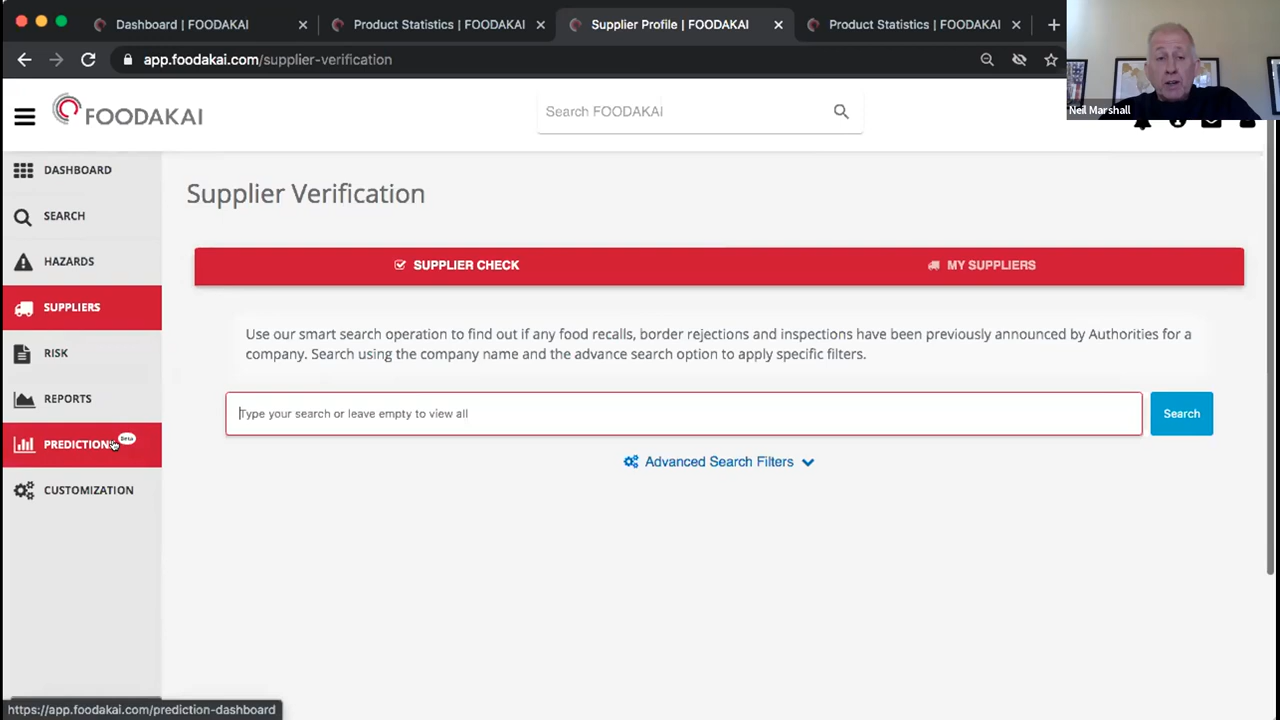 Dashboard | FOODAKAI
Product Statistics | FOODAKAI
Supplier Profile | FOODAKAI
Product Statistics | FOODAKAI
app.foodakai.com/supplier-verification
Neil Marshall
FOODAKAI
Search FOODAKAI
DASHBOARD
SEARCH
HAZARDS
SUPPLIERS
RISK
REPORTS
PREDICTION
Beta
CUSTOMIZATION
Supplier Verification
SUPPLIER CHECK
MY SUPPLIERS
Use our smart search operation to find out if any food recalls, border rejections and inspections have been previously announced by Authorities for a
company. Search using the company name and the advance search option to apply specific filters.
Type your search or leave empty to view all
Search
Advanced Search Filters
https://app.foodakai.com/prediction-dashboard